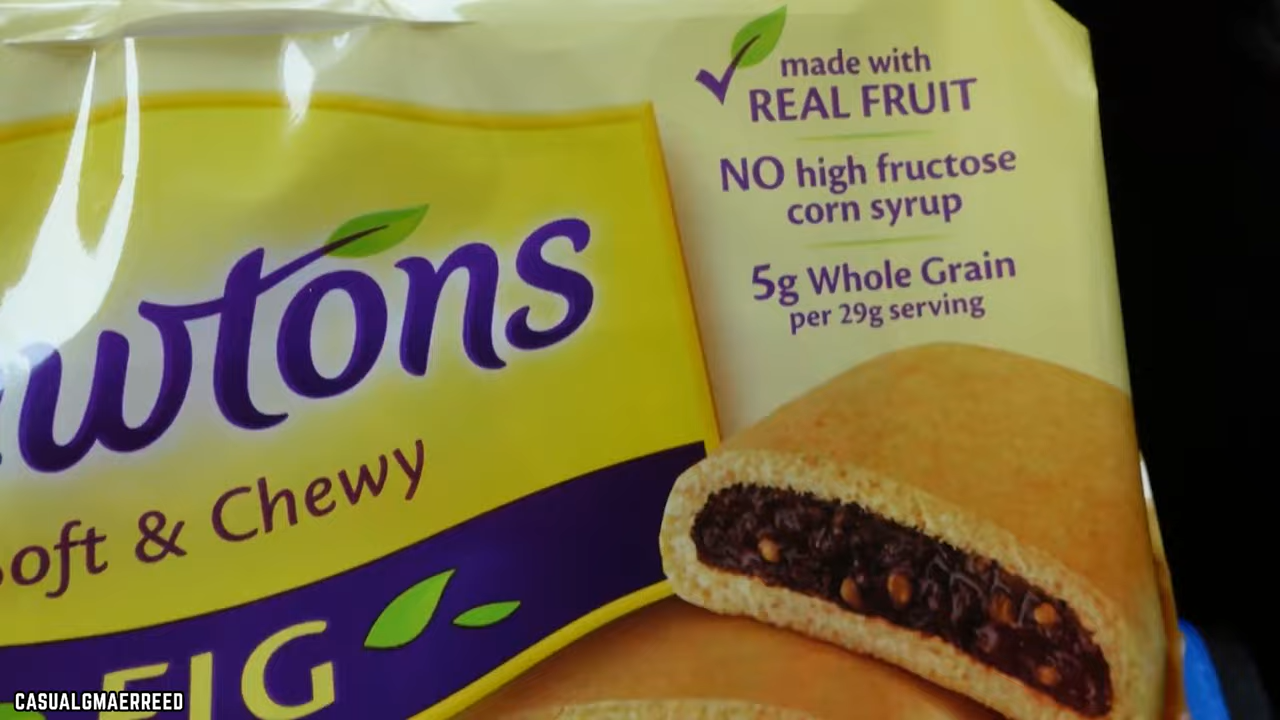 made with
REAL FRUIT
NO high fructose
corn syrup
5g Whole Grain
per 29g serving
wtons
oft & Chewy
FIG
CASUALGMAERREED